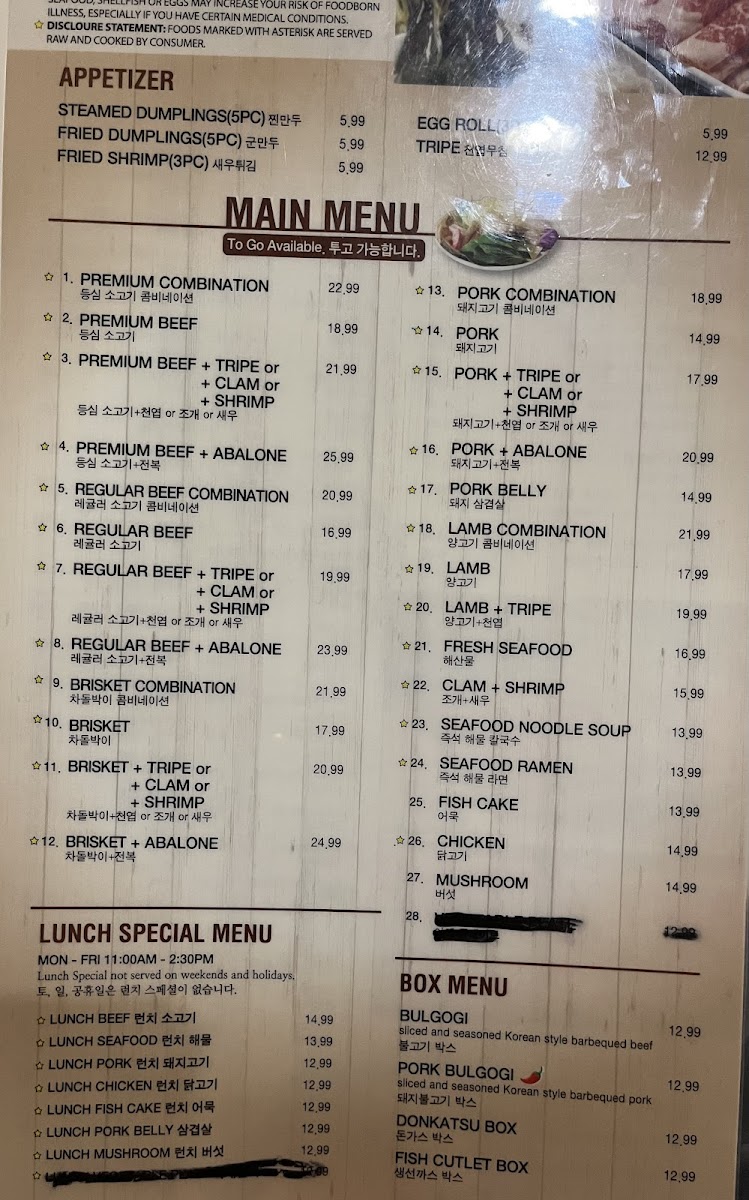 SEAFOOD, SHELLFISH OR EGGS MAY INCREASE YOUR RISK OF FOODBORN
ILLNESS, ESPECIALLY IF YOU HAVE CERTAIN MEDICAL CONDITIONS.
DISCLOURE STATEMENT: FOODS MARKED WITH ASTERISK ARE SERVED
RAW AND COOKED BY CONSUMER.
APPETIZER
STEAMED DUMPLINGS(5PC) 찐만두 5.99
FRIED DUMPLINGS(5PC) 군만두 5.99
FRIED SHRIMP(3PC) 새우튀김 5.99
EGG ROLL 5.99
TRIPE 천엽무침 12.99
MAIN MENU
To Go Available. 투고 가능합니다.
1. PREMIUM COMBINATION 22.99
등심 소고기 콤비네이션
2. PREMIUM BEEF 18.99
등심 소고기
3. PREMIUM BEEF + TRIPE or 21.99
+ CLAM or
+ SHRIMP
등심 소고기+천엽 or 조개 or 새우
4. PREMIUM BEEF + ABALONE 25.99
등심 소고기+전복
5. REGULAR BEEF COMBINATION 20.99
레귤러 소고기 콤비네이션
6. REGULAR BEEF 16.99
레귤러 소고기
7. REGULAR BEEF + TRIPE or 19.99
+ CLAM or
+ SHRIMP
레귤러 소고기+천엽 or 조개 or 새우
8. REGULAR BEEF + ABALONE 23.99
레귤러 소고기+전복
9. BRISKET COMBINATION 21.99
차돌박이 콤비네이션
10. BRISKET 17.99
차돌박이
11. BRISKET + TRIPE or 20.99
+ CLAM or
+ SHRIMP
차돌박이+천엽 or 조개 or 새우
12. BRISKET + ABALONE 24.99
차돌박이+전복
13. PORK COMBINATION 18.99
돼지고기 콤비네이션
14. PORK 14.99
돼지고기
15. PORK + TRIPE or 17.99
+ CLAM or
+ SHRIMP
돼지고기+천엽 or 조개 or 새우
16. PORK + ABALONE 20.99
돼지고기+전복
17. PORK BELLY 14.99
돼지 삼겹살
18. LAMB COMBINATION 21.99
양고기 콤비네이션
19. LAMB 17.99
양고기
20. LAMB + TRIPE 19.99
양고기+천엽
21. FRESH SEAFOOD 16.99
해산물
22. CLAM + SHRIMP 15.99
조개+새우
23. SEAFOOD NOODLE SOUP 13.99
즉석 해물 칼국수
24. SEAFOOD RAMEN 13.99
즉석 해물 라면
25. FISH CAKE 13.99
어묵
26. CHICKEN 14.99
닭고기
27. MUSHROOM 14.99
버섯
28.
LUNCH SPECIAL MENU
MON - FRI 11:00AM - 2:30PM
Lunch Special not served on weekends and holidays.
토, 일, 공휴일은 런치 스페셜이 없습니다.
LUNCH BEEF 런치 소고기 14.99
LUNCH SEAFOOD 런치 해물 13.99
LUNCH PORK 런치 돼지고기 12.99
LUNCH CHICKEN 런치 닭고기 12.99
LUNCH FISH CAKE 런치 어묵 12.99
LUNCH PORK BELLY 삼겹살 12.99
LUNCH MUSHROOM 런치 버섯 12.99
BOX MENU
BULGOGI 12.99
sliced and seasoned Korean style barbequed beef
불고기 박스
PORK BULGOGI 12.99
sliced and seasoned Korean style barbequed pork
돼지불고기 박스
DONKATSU BOX 12.99
돈가스 박스
FISH CUTLET BOX 12.99
생선까스 박스